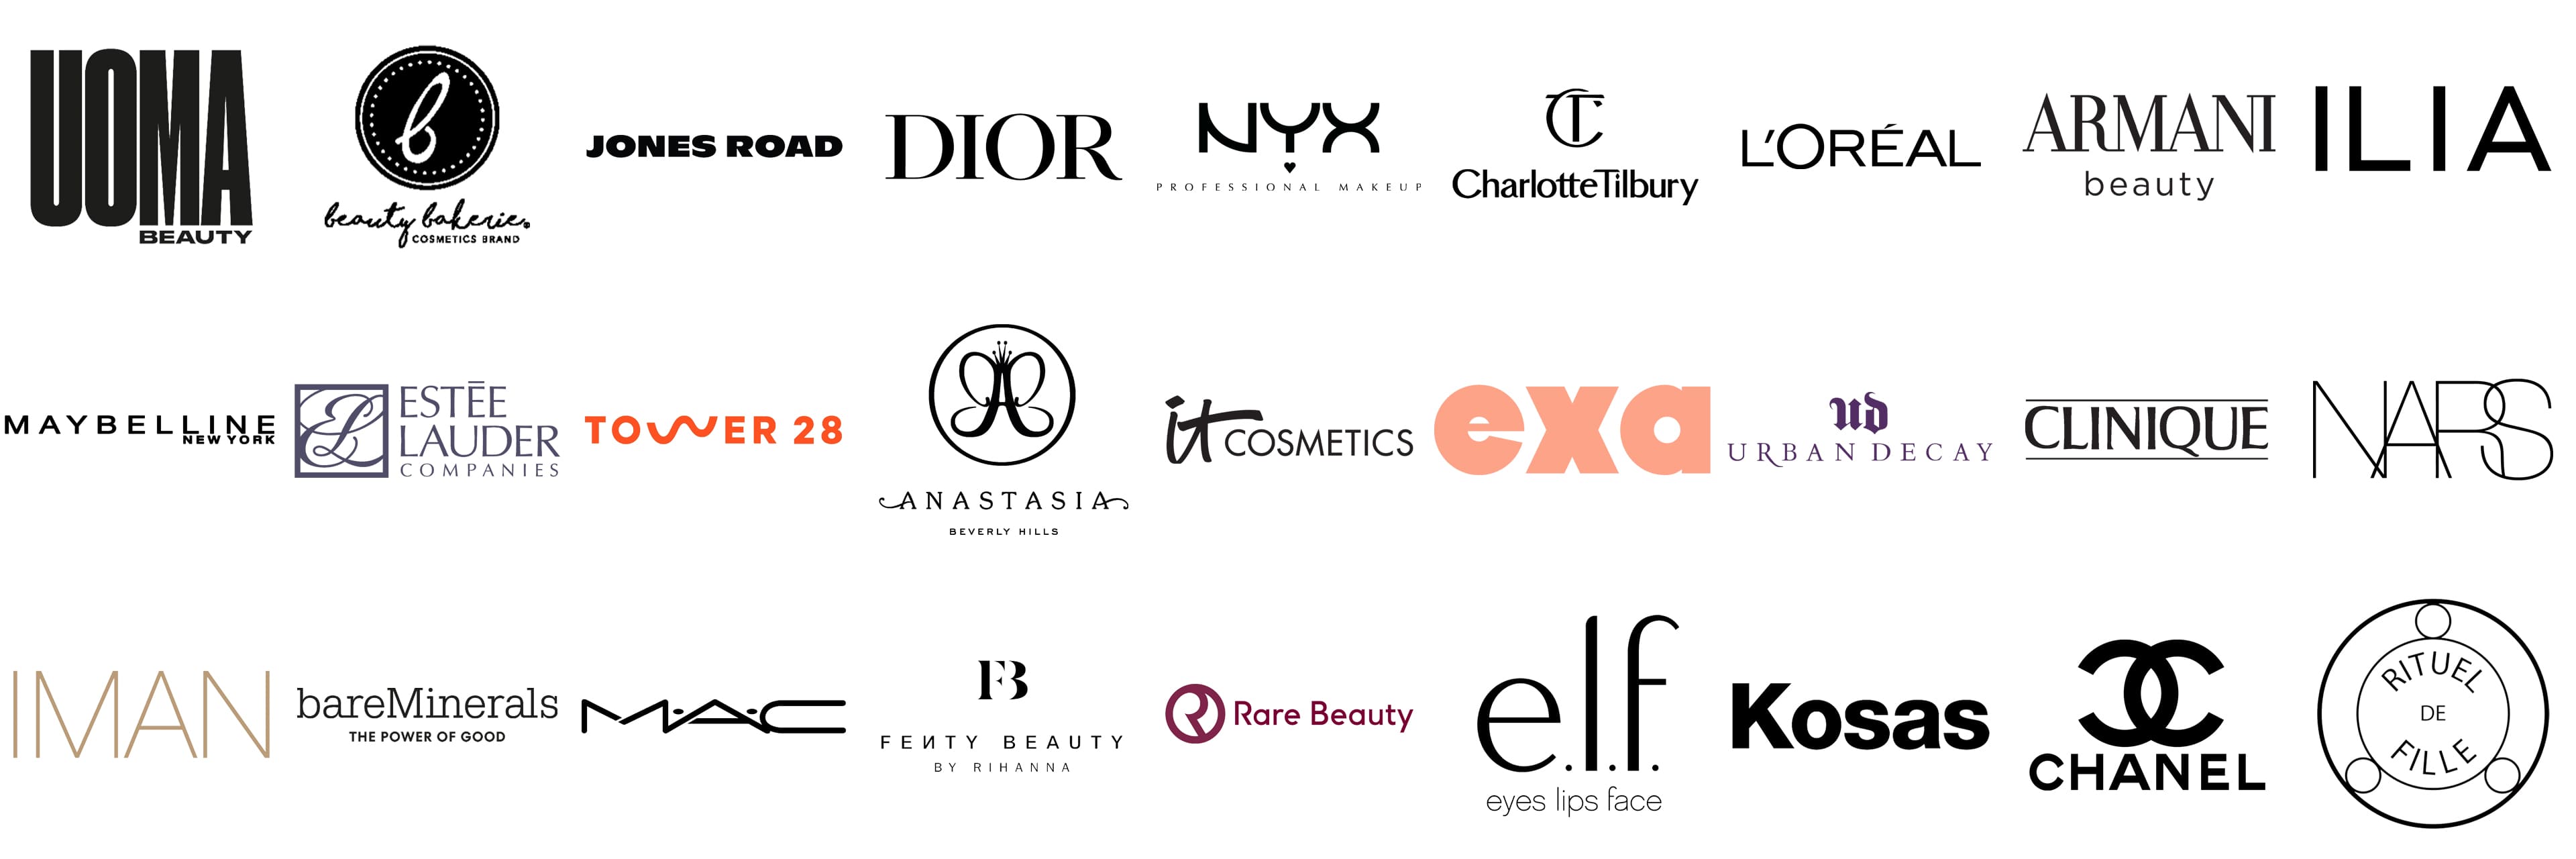 UOMA
BEAUTY
b
beauty bakerie®
COSMETICS BRAND
JONES ROAD
DIOR
NYX
PROFESSIONAL MAKEUP
CT
CharlotteTilbury
L'ORÉAL
ARMANI
beauty
ILIA
MAYBELLINE
NEW YORK
EL
ESTĒE
LAUDER
COMPANIES
TOWER 28
A
ANASTASIA
BEVERLY HILLS
it COSMETICS
exa
ud
URBAN DECAY
CLINIQUE
NARS
IMAN
bareMinerals
THE POWER OF GOOD
M·A·C
FB
FEИTY BEAUTY
BY RIHANNA
R Rare Beauty
e.l.f.
eyes lips face
Kosas
CHANEL
RITUEL
DE
FILLE